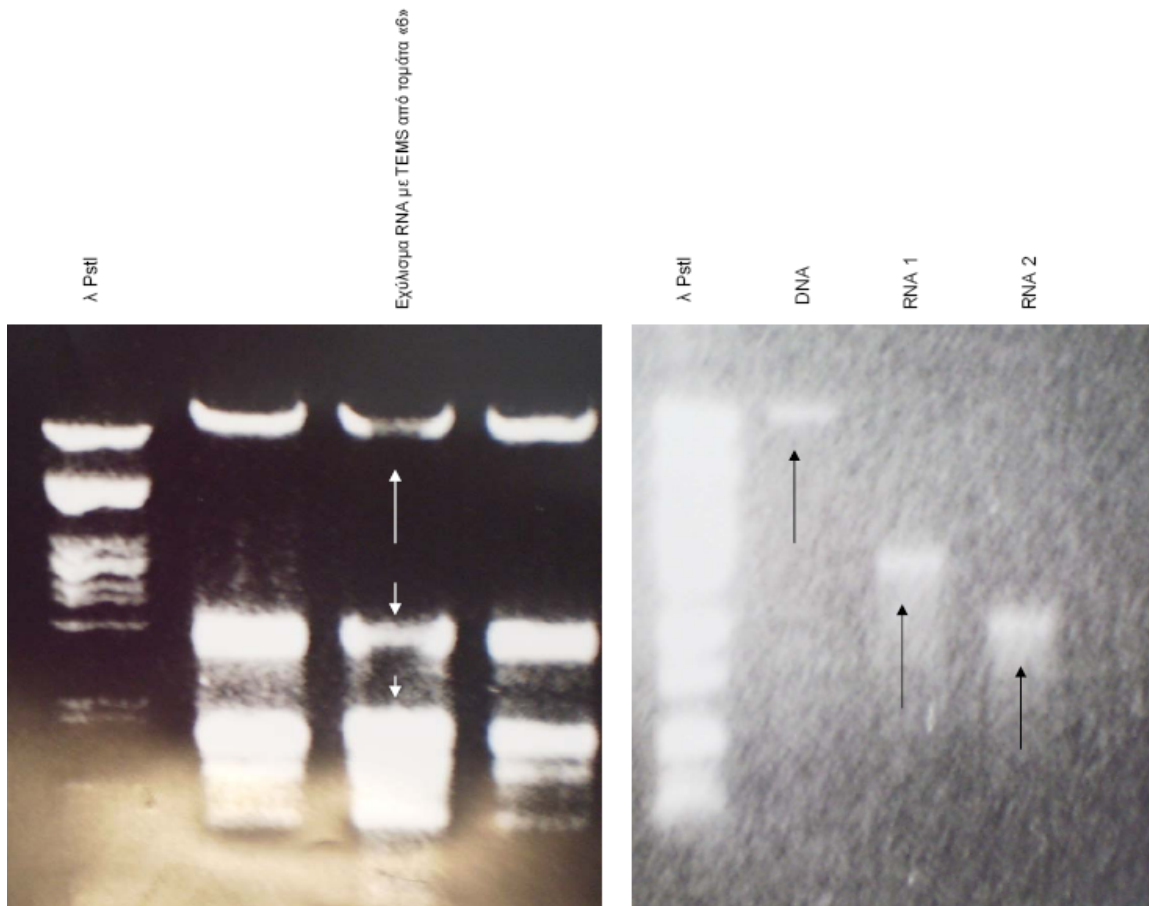 λ PstI
Εχύλισμα RNA με TEMS από τομάτα «6»
λ PstI
DNA
RNA 1
RNA 2